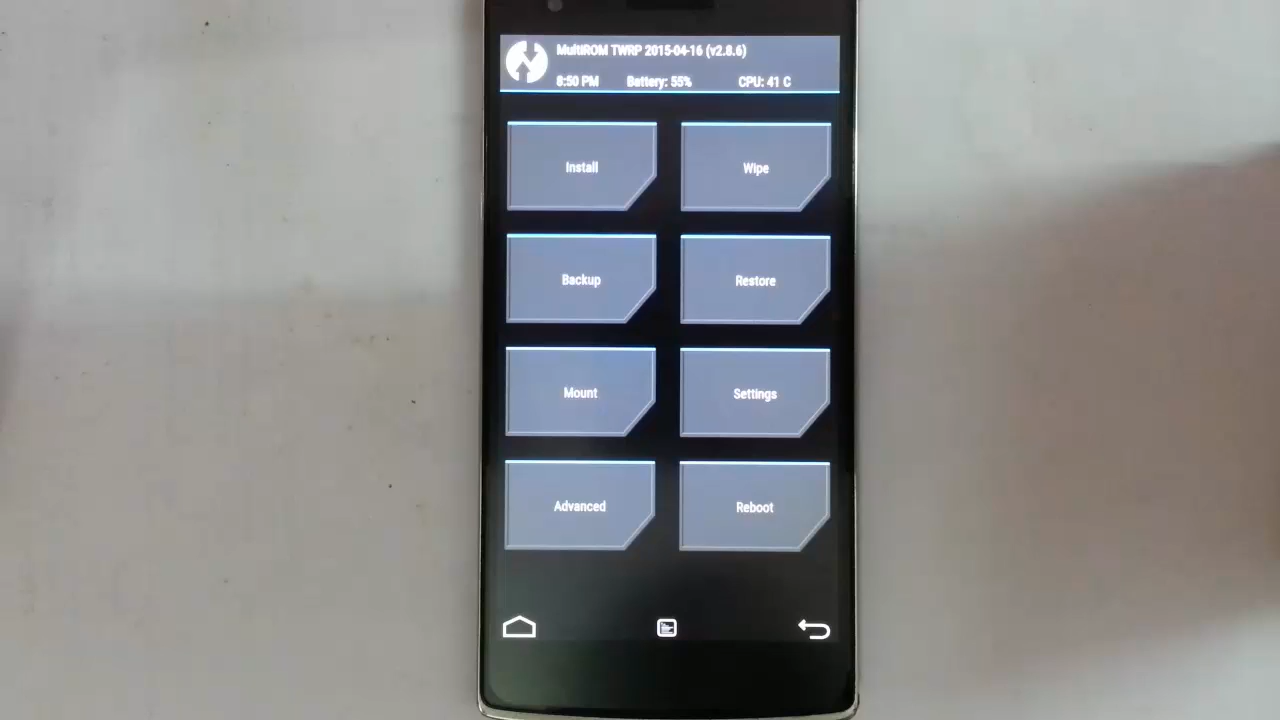 MultiROM TWRP 2015-04-16 (v2.8.6)
8:50 PM Battery: 55% CPU: 41 C
Install Wipe
Backup Restore
Mount Settings
Advanced Reboot